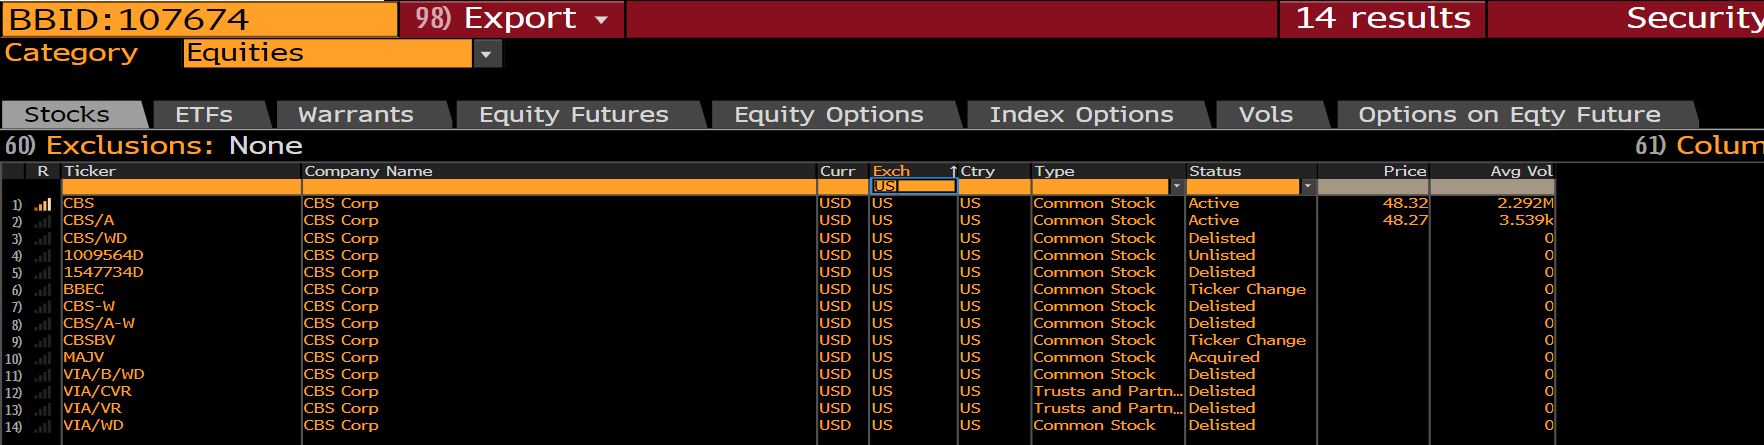 BBID:107674 98) Export 14 results Security
Category Equities
Stocks ETFs Warrants Equity Futures Equity Options Index Options Vols Options on Eqty Future
60) Exclusions: None 61) Colum
R Ticker Company Name Curr Exch ↑ Ctry Type Status Price Avg Vol
US
1) CBS CBS Corp USD US US Common Stock Active 48.32 2.292M
2) CBS/A CBS Corp USD US US Common Stock Active 48.27 3.539k
3) CBS/WD CBS Corp USD US US Common Stock Delisted 0
4) 1009564D CBS Corp USD US US Common Stock Unlisted 0
5) 1547734D CBS Corp USD US US Common Stock Delisted 0
6) BBEC CBS Corp USD US US Common Stock Ticker Change 0
7) CBS-W CBS Corp USD US US Common Stock Delisted 0
8) CBS/A-W CBS Corp USD US US Common Stock Delisted 0
9) CBSBV CBS Corp USD US US Common Stock Ticker Change 0
10) MAJV CBS Corp USD US US Common Stock Acquired 0
11) VIA/B/WD CBS Corp USD US US Common Stock Delisted 0
12) VIA/CVR CBS Corp USD US US Trusts and Partn... Delisted 0
13) VIA/VR CBS Corp USD US US Trusts and Partn... Delisted 0
14) VIA/WD CBS Corp USD US US Common Stock Delisted 0